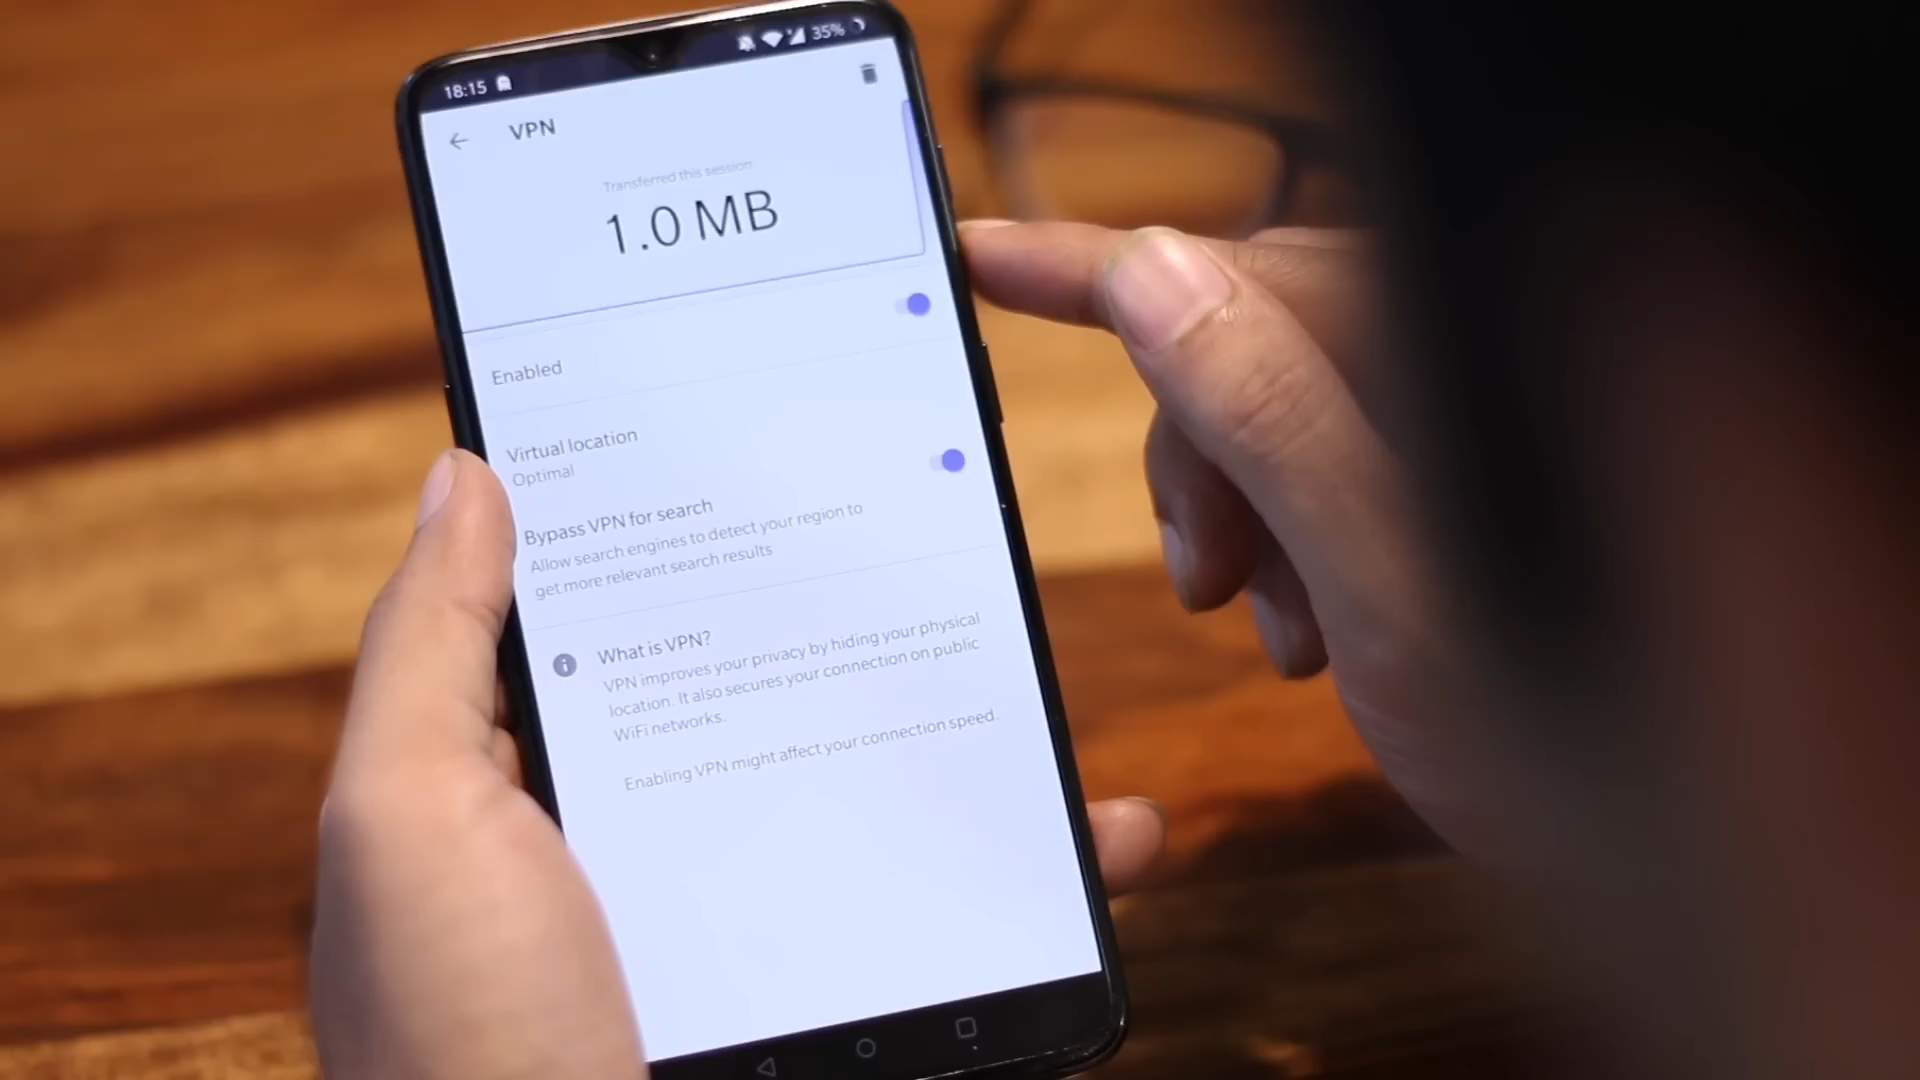 18:15
35%
VPN
Transferred this session:
1.0 MB
Enabled
Virtual location
Optimal
Bypass VPN for search
Allow search engines to detect your region to
get more relevant search results
What is VPN?
VPN improves your privacy by hiding your physical
location. It also secures your connection on public
WiFi networks.
Enabling VPN might affect your connection speed.